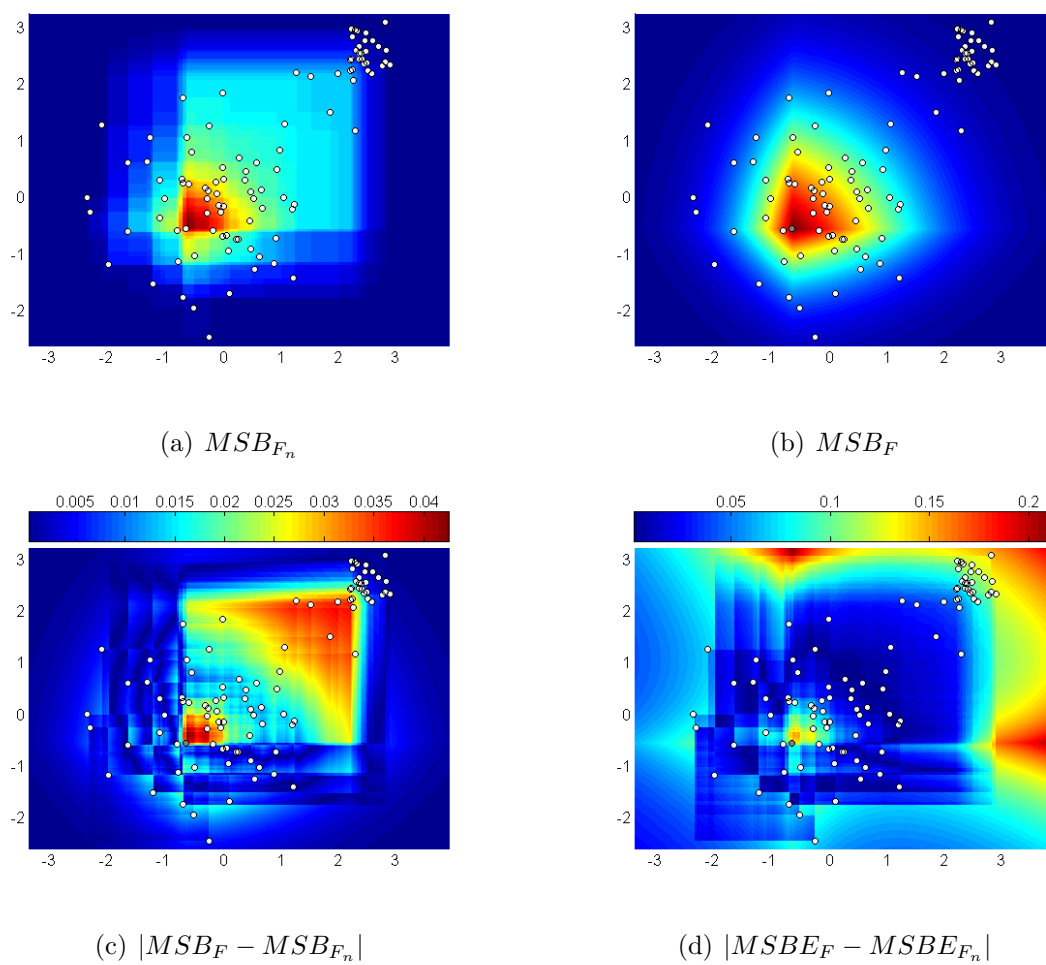 3 3
2 2
1 1
0 0
-1 -1
-2 -2
-3 -2 -1 0 1 2 3 -3 -2 -1 0 1 2 3
(a) MSB_{F_n} (b) MSB_F
0.005 0.01 0.015 0.02 0.025 0.03 0.035 0.04 0.05 0.1 0.15 0.2
3 3
2 2
1 1
0 0
-1 -1
-2 -2
-3 -2 -1 0 1 2 3 -3 -2 -1 0 1 2 3
(c) |MSB_F − MSB_{F_n}| (d) |MSBE_F − MSBE_{F_n}|